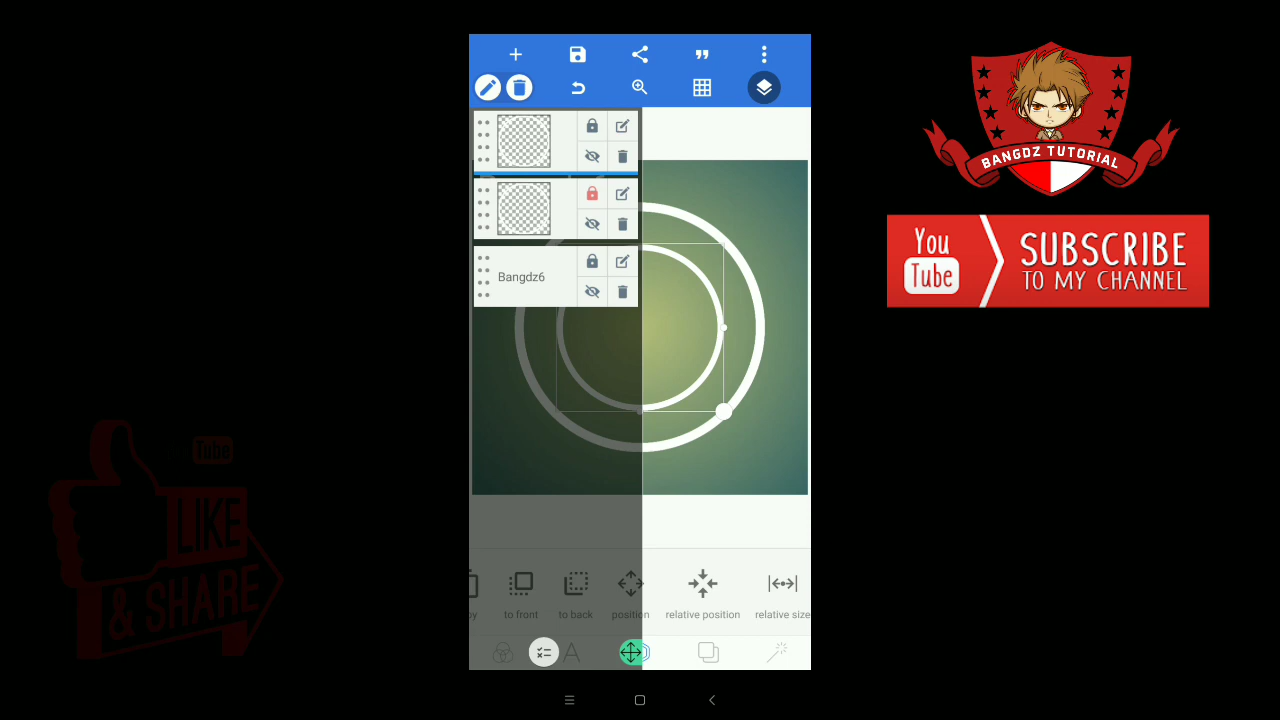 BANGDZ TUTORIAL
You
Tube
SUBSCRIBE
TO MY CHANNEL
Bangdz6
Tube
LIKE
& SHARE
py
to front
to back
position
relative position
relative size